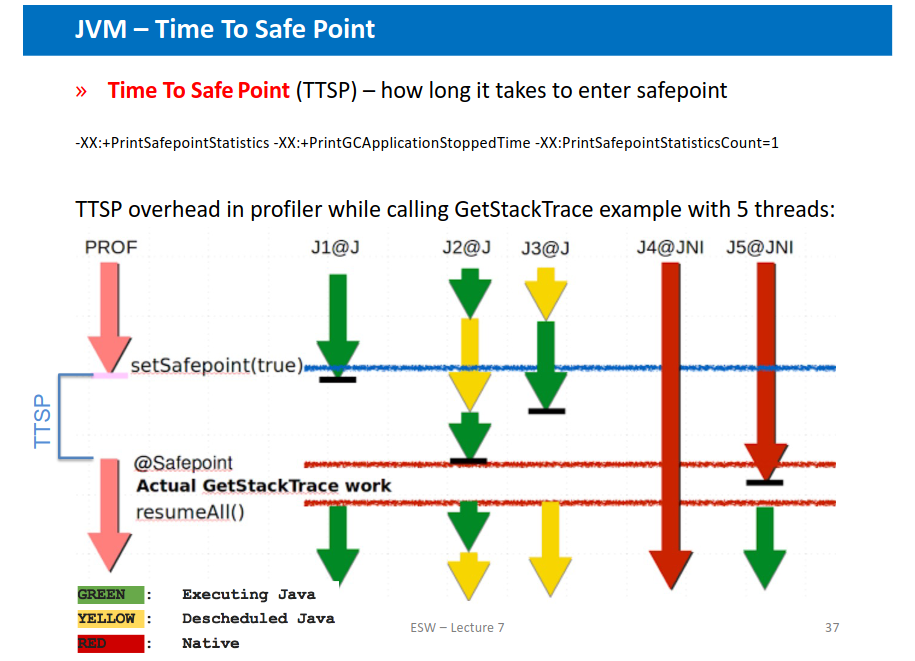 JVM – Time To Safe Point
» Time To Safe Point (TTSP) – how long it takes to enter safepoint
-XX:+PrintSafepointStatistics -XX:+PrintGCApplicationStoppedTime -XX:PrintSafepointStatisticsCount=1
TTSP overhead in profiler while calling GetStackTrace example with 5 threads:
PROF J1@J J2@J J3@J J4@JNI J5@JNI
setSafepoint(true)
TTSP
@Safepoint
Actual GetStackTrace work
resumeAll()
GREEN : Executing Java
YELLOW : Descheduled Java
RED : Native
ESW – Lecture 7
37